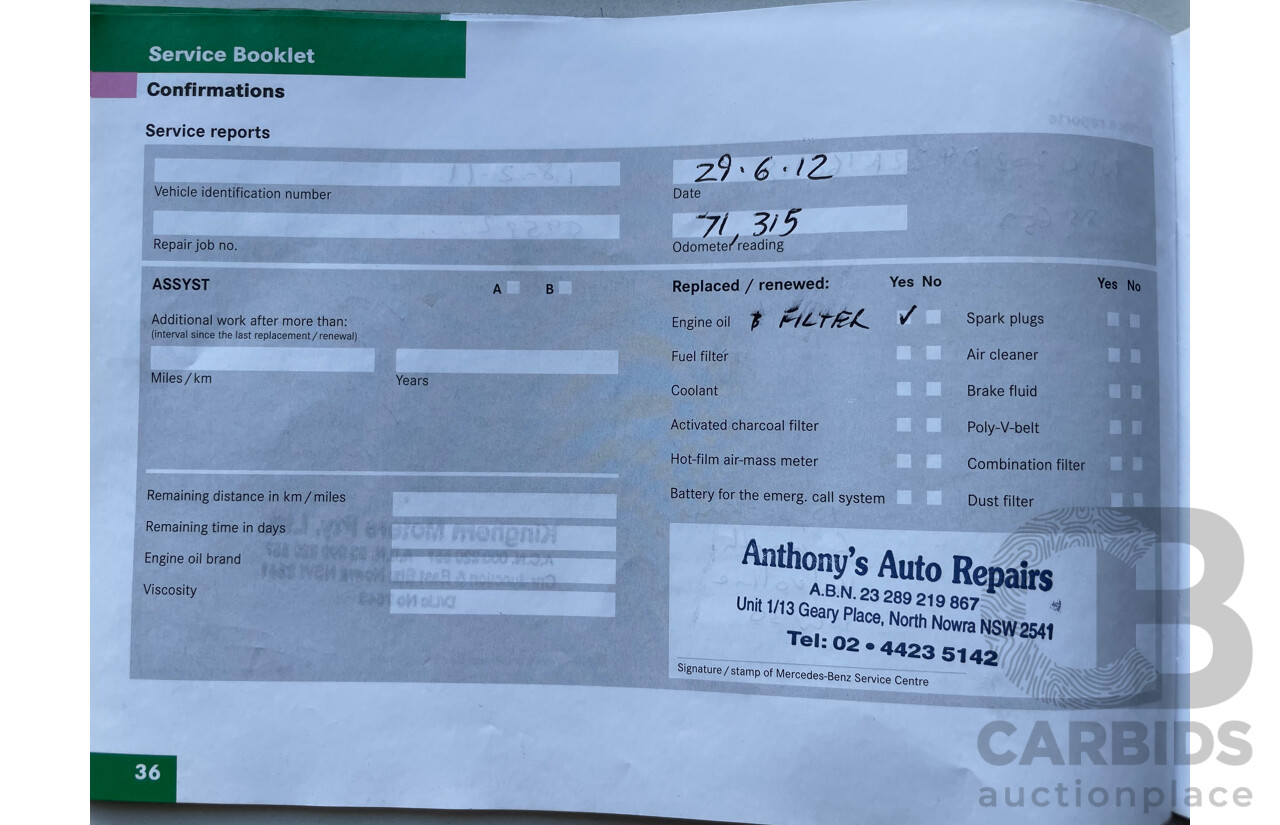 Service Booklet
Confirmations
Service reports
Vehicle identification number
29.6.12
Date
Repair job no.
71,315
Odometer reading
ASSYST A B
Additional work after more than:
(interval since the last replacement/renewal)
Miles/km Years
Remaining distance in km/miles
Remaining time in days
Engine oil brand
Viscosity
Replaced / renewed: Yes No Yes No
Engine oil & FILTER ✓ Spark plugs
Fuel filter Air cleaner
Coolant Brake fluid
Activated charcoal filter Poly-V-belt
Hot-film air-mass meter Combination filter
Battery for the emerg. call system Dust filter
Anthony's Auto Repairs
A.B.N. 23 289 219 867
Unit 1/13 Geary Place, North Nowra NSW 2541
Tel: 02 • 4423 5142
Signature/stamp of Mercedes-Benz Service Centre
36
CB
CARBIDS
auctionplace